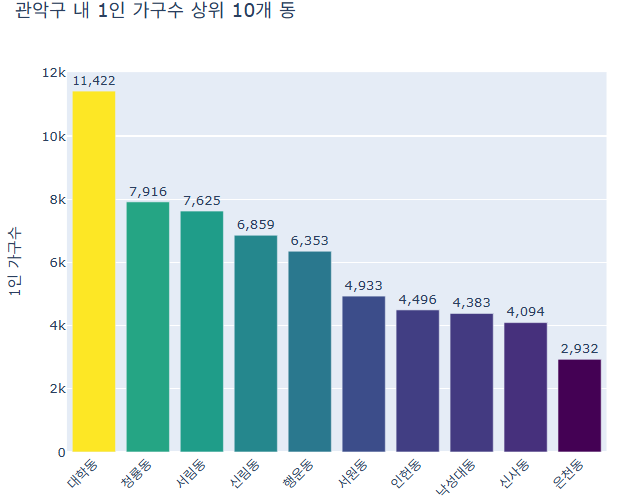 관악구 내 1인 가구수 상위 10개 동
1인 가구수
12k
10k
8k
6k
4k
2k
0
11,422
7,916
7,625
6,859
6,353
4,933
4,496
4,383
4,094
2,932
대학동
청룡동
서림동
신림동
행운동
서원동
인헌동
낙성대동
신사동
은천동